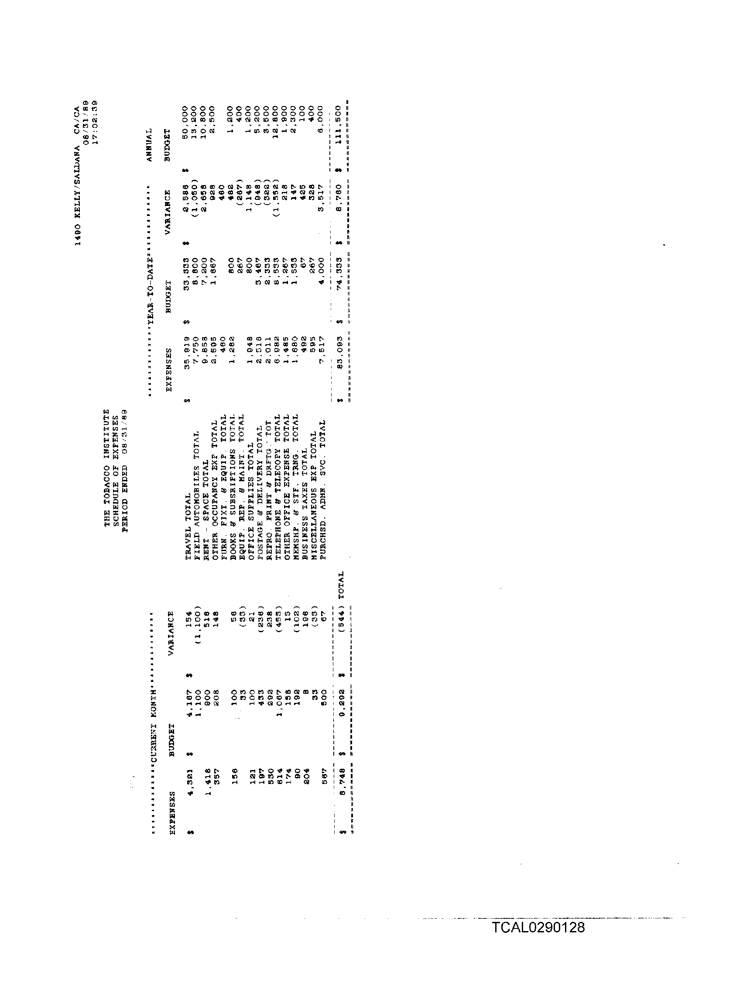 1490 KELLY/SALDANA CA/CA
THE TOBACCO INSTITUTE 08/31/89
SCHEDULE OF EXPENSES 17:02:39
PERIOD ENDED 08/31/89
*************CURRENT MONTH************* *************YEAR-TO-DATE************* ANNUAL
EXPENSES BUDGET VARIANCE EXPENSES BUDGET VARIANCE BUDGET
$ 4,321 $ 4,167 $ 154 TRAVEL TOTAL $ 35,919 $ 33,333 $ 2,586 $ 50,000
1,100 (1,100) FIELD AUTOMOBILES TOTAL 7,750 8,800 (1,050) 13,200
1,418 900 518 RENT - SPACE TOTAL 9,858 7,200 2,658 10,800
357 208 148 OTHER OCCUPANCY EXP TOTAL 2,595 1,667 928 2,500
FURN. FIXT. & EQUIP. TOTAL 460 460
156 100 56 BOOKS & SUBSRIPTIONS TOTAL 1,282 800 482 1,200
33 (33) EQUIP. REP. & MAINT. TOTAL 267 (267) 400
121 100 21 OFFICE SUPPLIES TOTAL 1,948 800 1,148 1,200
197 433 (236) POSTAGE & DELIVERY TOTAL 2,518 3,467 (948) 5,200
530 292 238 REPRO. PRINT & DRFTG. TOT 2,011 2,333 (322) 3,500
614 1,067 (453) TELEPHONE & TELECOPY TOTAL 6,982 8,533 (1,552) 12,800
174 158 15 OTHER OFFICE EXPENSE TOTAL 1,485 1,267 218 1,900
90 192 (102) MEMSHP. & STF. TRNG. TOTAL 1,680 1,533 147 2,300
204 8 196 BUSINESS TAXES TOTAL 492 67 425 100
33 (33) MISCELLANEOUS EXP TOTAL 595 267 328 400
567 500 67 PURCHSD. ADMN. SVC. TOTAL 7,517 4,000 3,517 6,000
$ 8,748 $ 9,292 $ (544) TOTAL $ 83,093 $ 74,333 $ 8,760 $ 111,500
TCAL0290128